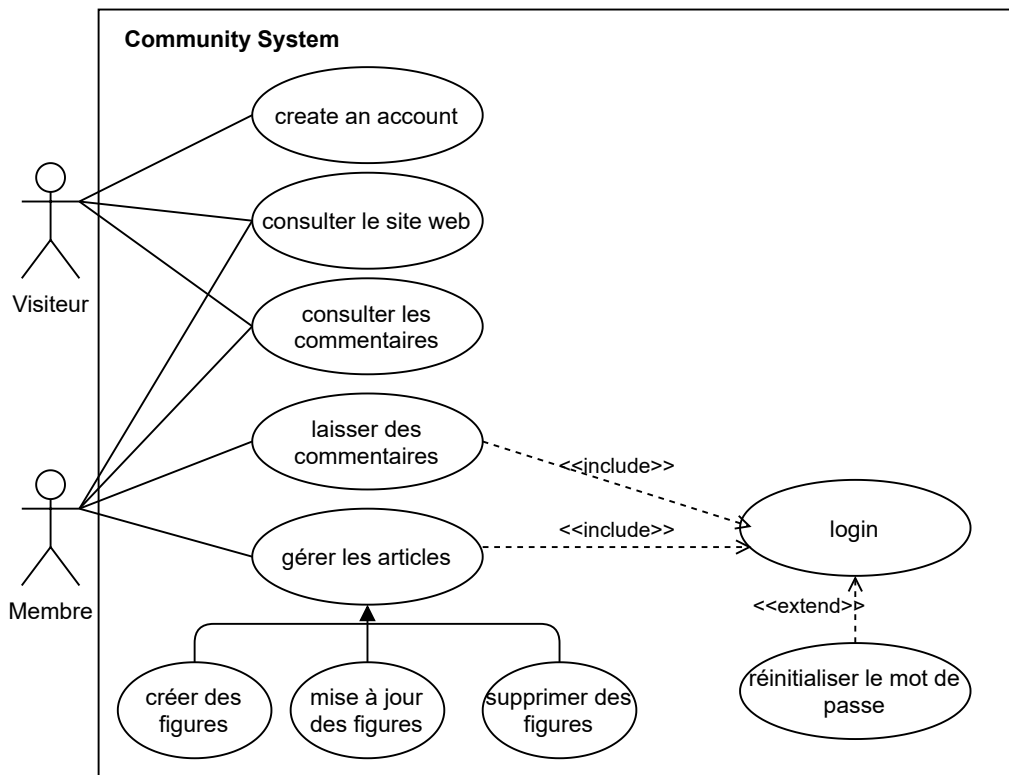 Community System
create an account
consulter le site web
Visiteur
consulter les
commentaires
laisser des
commentaires
<<include>>
login
<<include>>
gérer les articles
Membre
<<extend>>
créer des
figures
mise à jour
des figures
supprimer des
figures
réinitialiser le mot de
passe